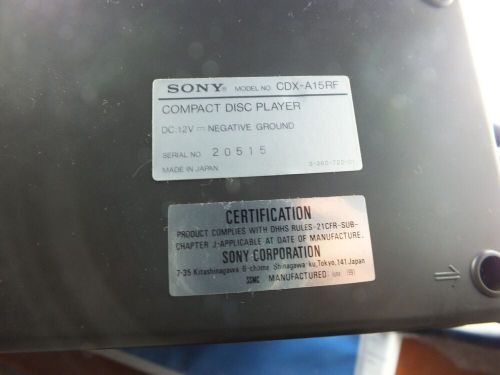 SONY® MODEL NO. CDX-A15RF
COMPACT DISC PLAYER
DC 12V ⎓ NEGATIVE GROUND
SERIAL NO. 20515
MADE IN JAPAN
CERTIFICATION
PRODUCT COMPLIES WITH DHHS RULES-21CFR-SUB-
CHAPTER J-APPLICABLE AT DATE OF MANUFACTURE.
SONY CORPORATION
7-35 Kitashinagawa 6-chome Shinagawa-ku, Tokyo, 141 Japan
SSMC MANUFACTURED 1991